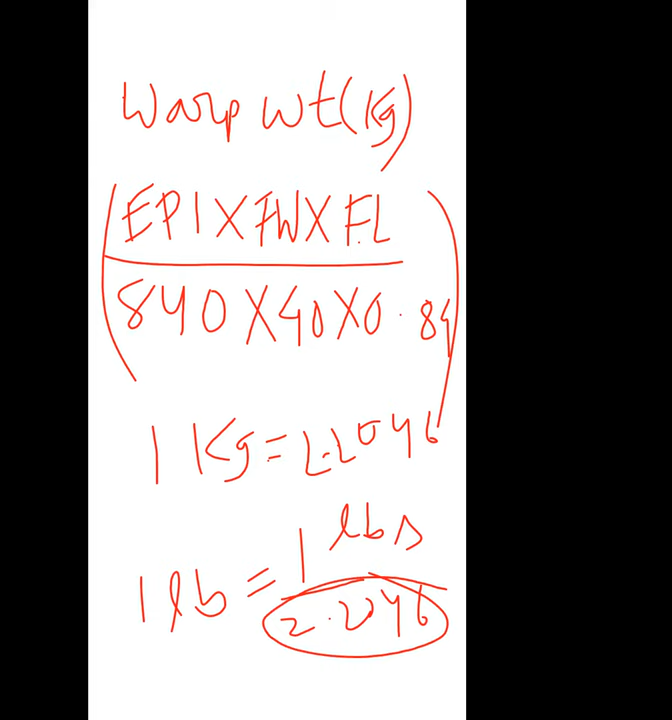 Warp wt(Kg)
(EPI X FW X F.L
840 X 40 X 0.84)
1 Kg = 2.2046
lbs
1 lb = 1
2.2046